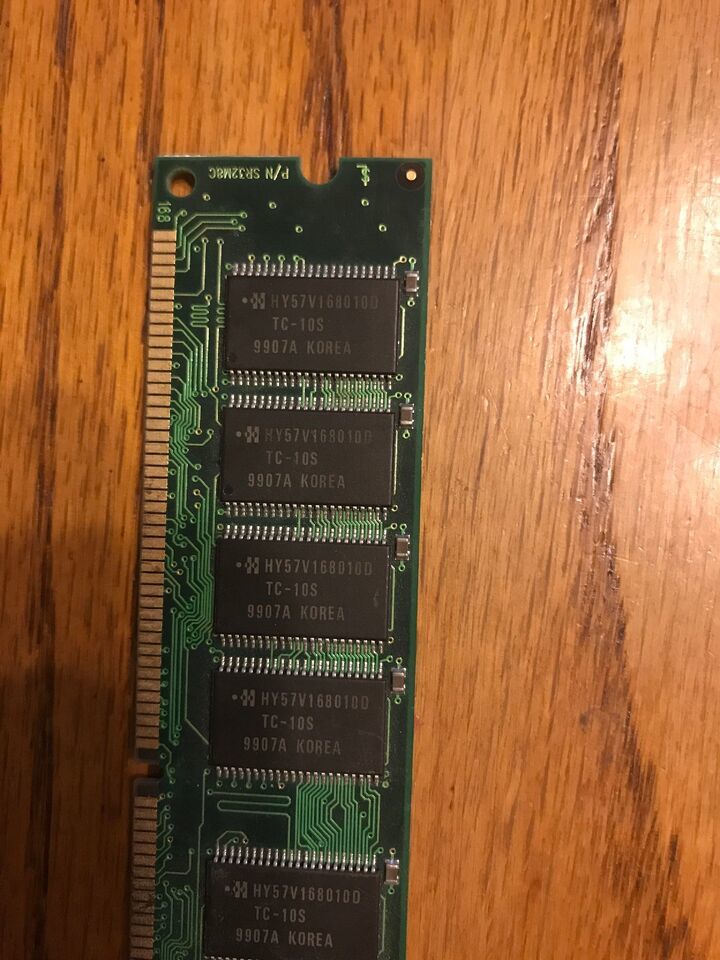 P/N SR32M8C
168
HY57V168010D
TC-10S
9907A KOREA
HY57V168010D
TC-10S
9907A KOREA
HY57V168010D
TC-10S
9907A KOREA
HY57V168010D
TC-10S
9907A KOREA
HY57V168010D
TC-10S
9907A KOREA